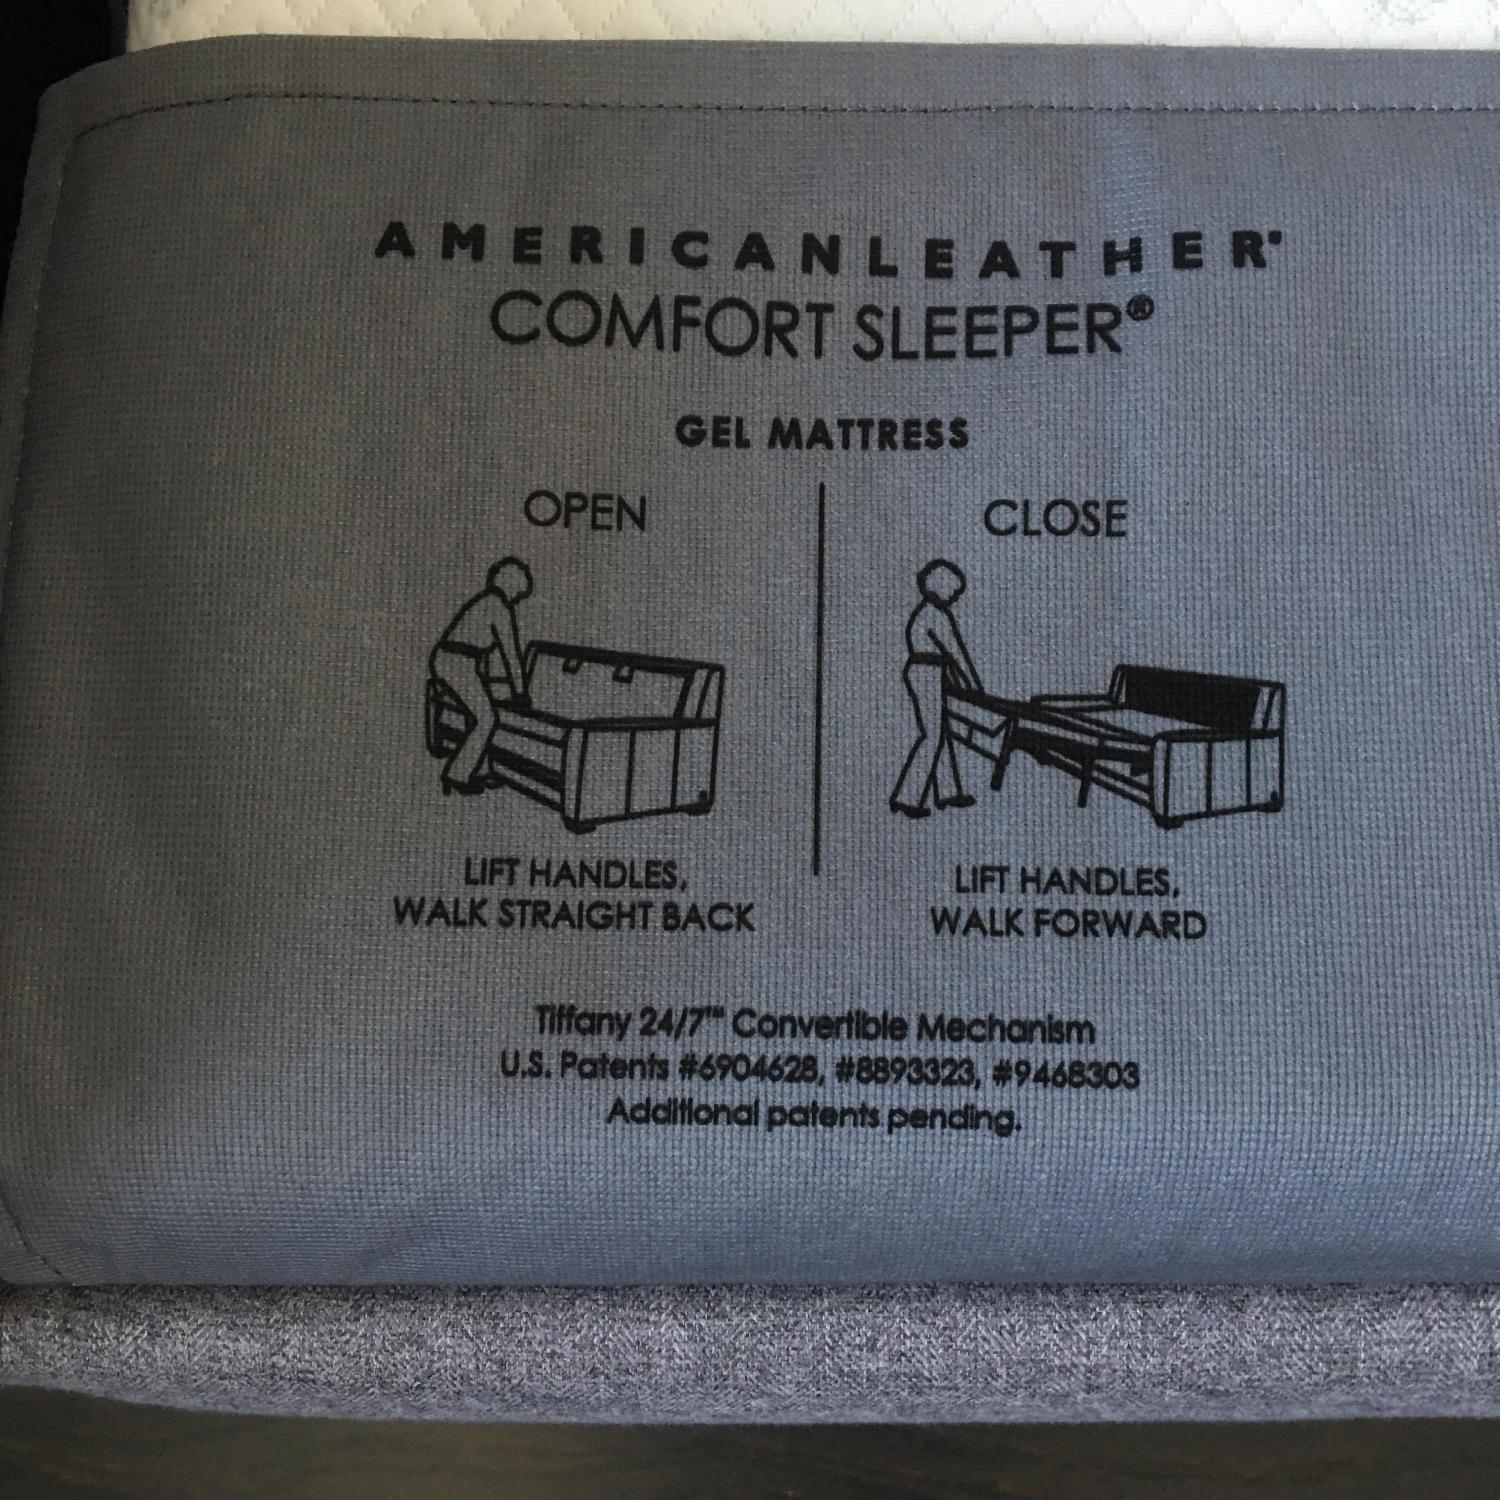 AMERICANLEATHER®
COMFORT SLEEPER®
GEL MATTRESS
OPEN
CLOSE
LIFT HANDLES,
WALK STRAIGHT BACK
LIFT HANDLES,
WALK FORWARD
Tiffany 24/7™ Convertible Mechanism
U.S. Patents #6904628, #8893323, #9468303
Additional patents pending.